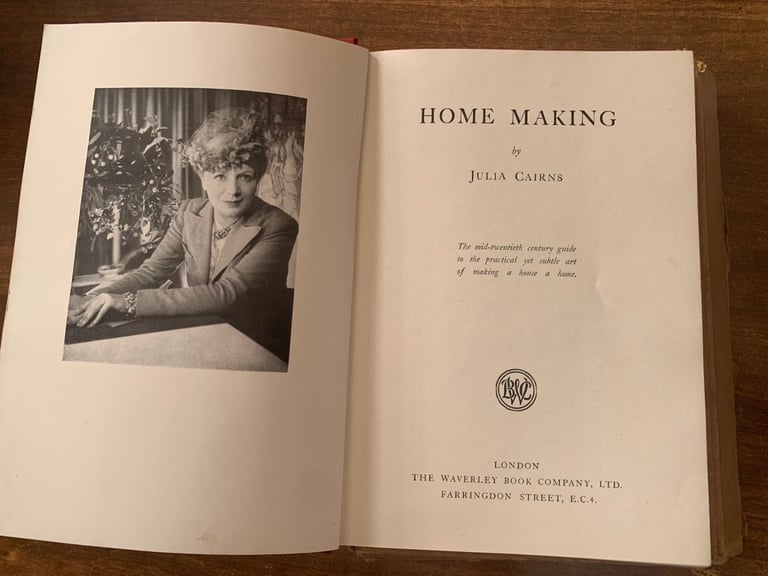 HOME MAKING
by
JULIA CAIRNS
The mid-twentieth century guide
to the practical yet subtle art
of making a house a home.
WBC
LONDON
THE WAVERLEY BOOK COMPANY, LTD.
FARRINGDON STREET, E.C.4.